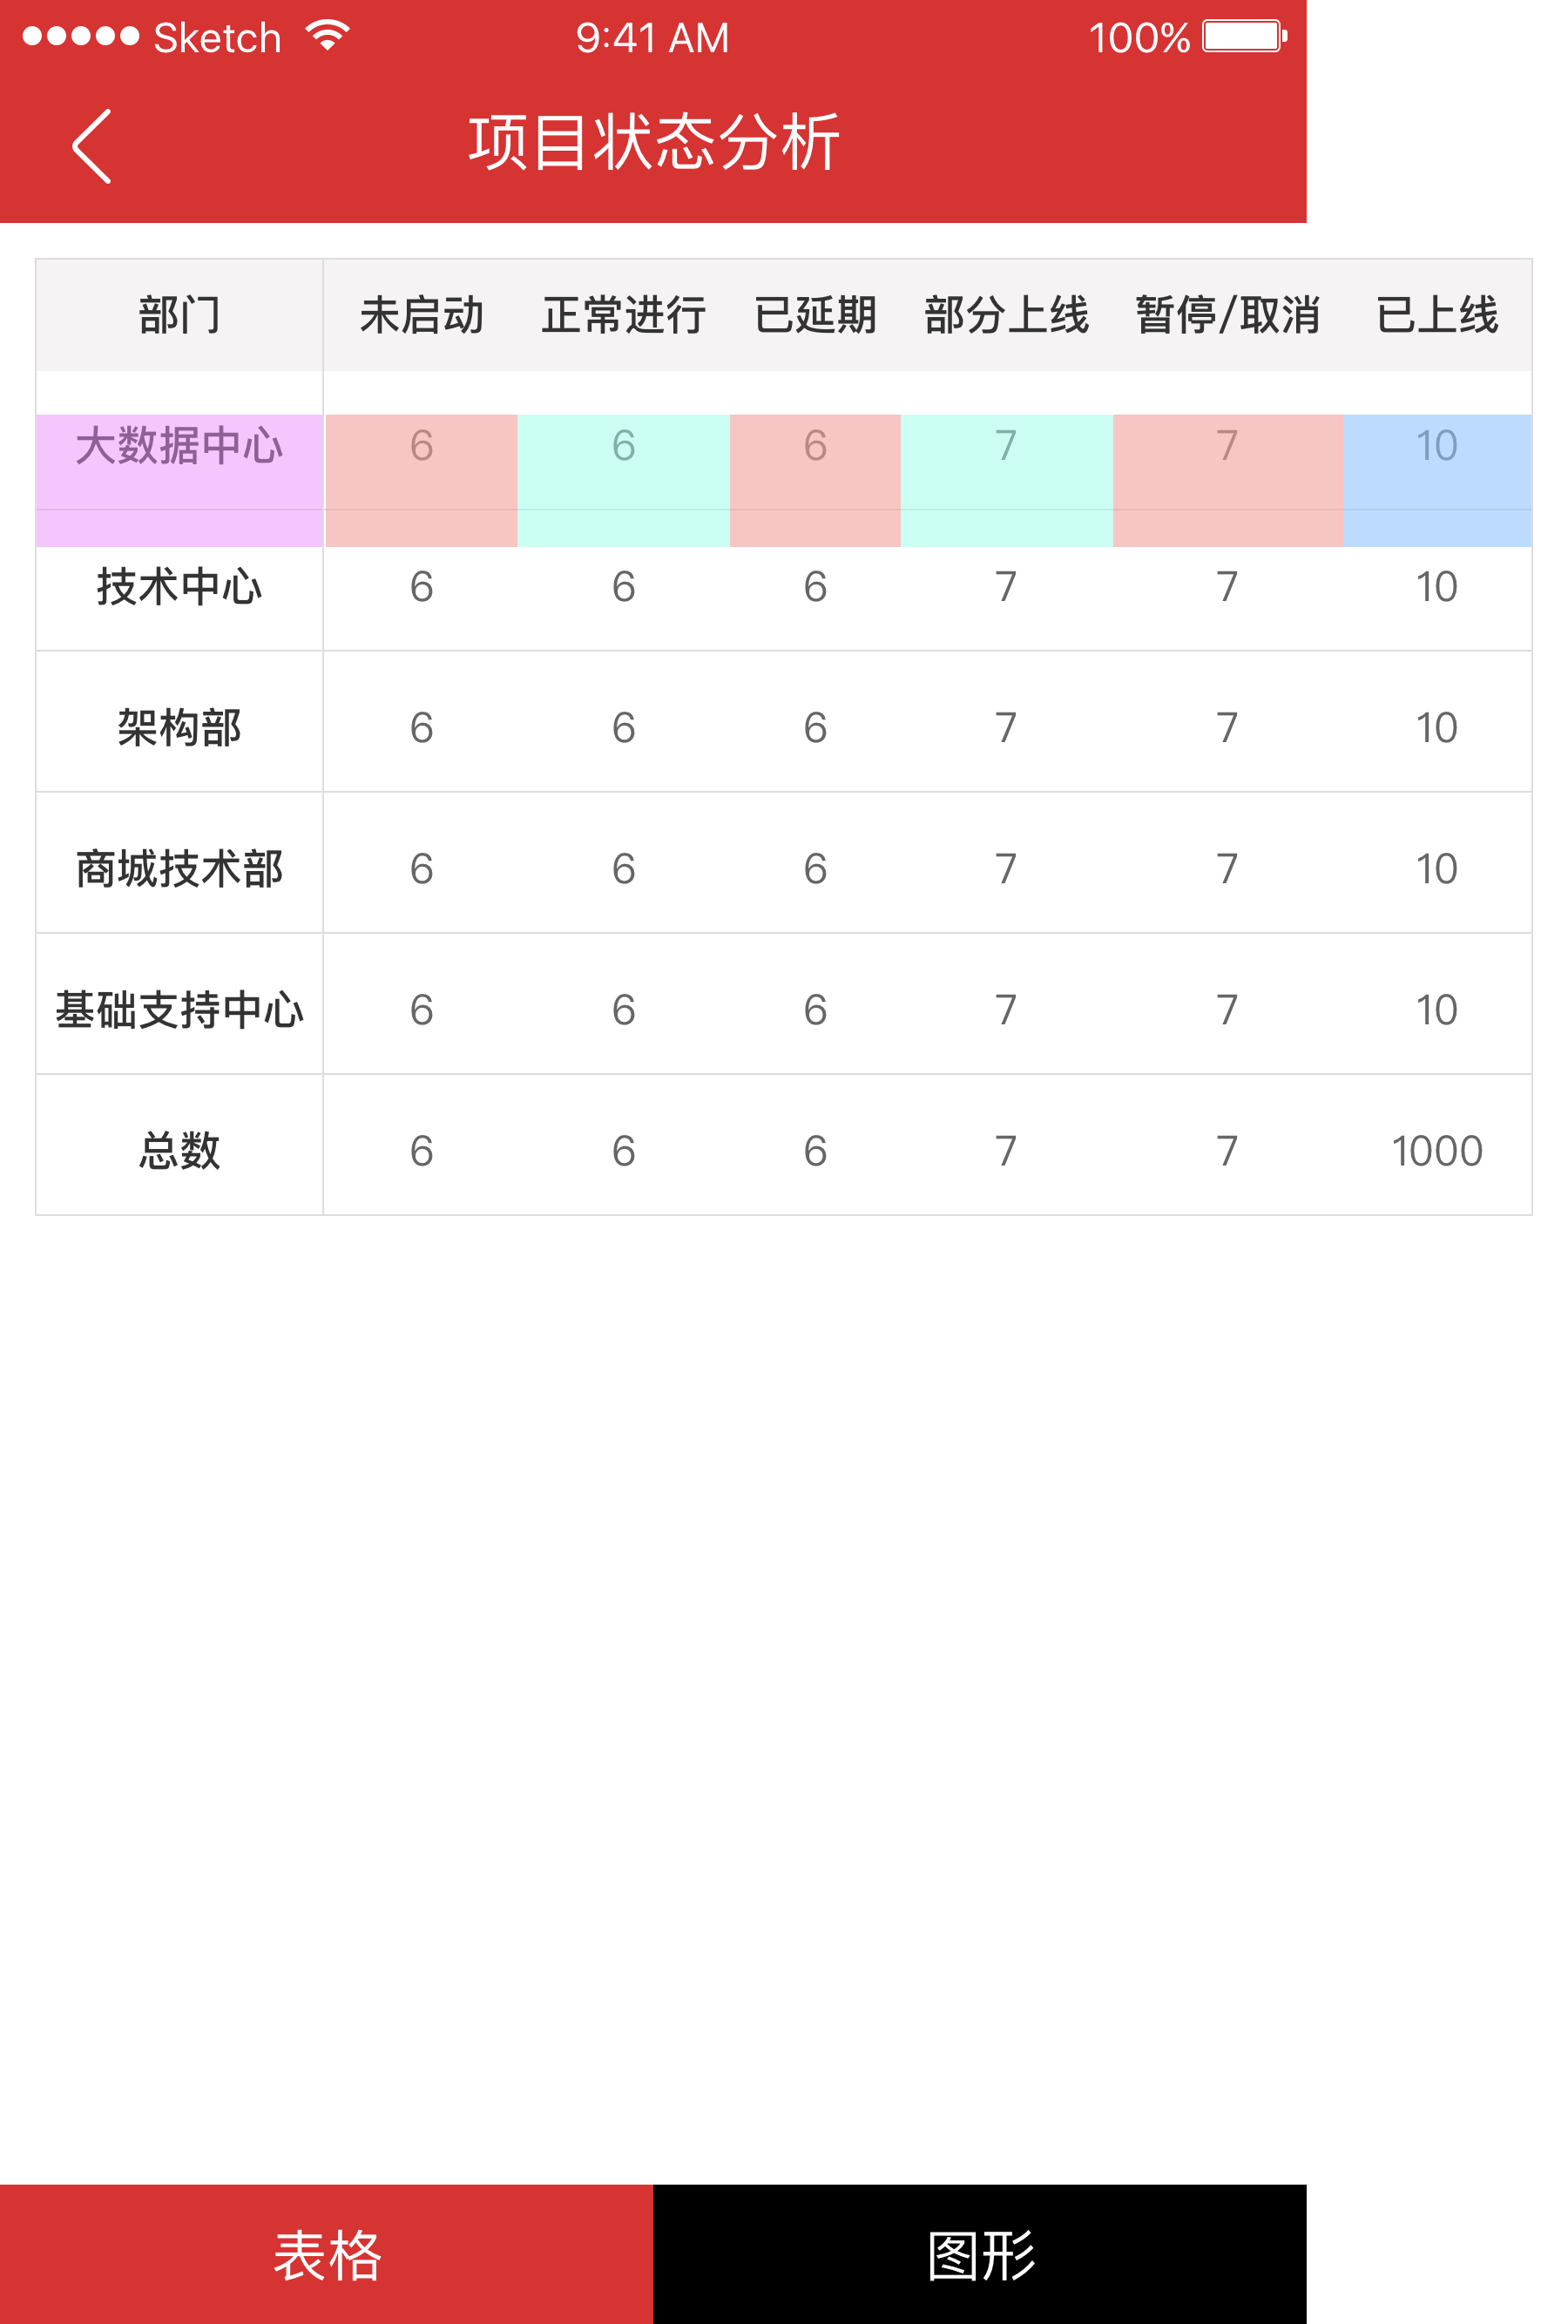 Sketch 9:41 AM 100%
项目状态分析
部门 未启动 正常进行 已延期 部分上线 暂停/取消 已上线
大数据中心 6 6 6 7 7 10
技术中心 6 6 6 7 7 10
架构部 6 6 6 7 7 10
商城技术部 6 6 6 7 7 10
基础支持中心 6 6 6 7 7 10
总数 6 6 6 7 7 1000
表格 图形